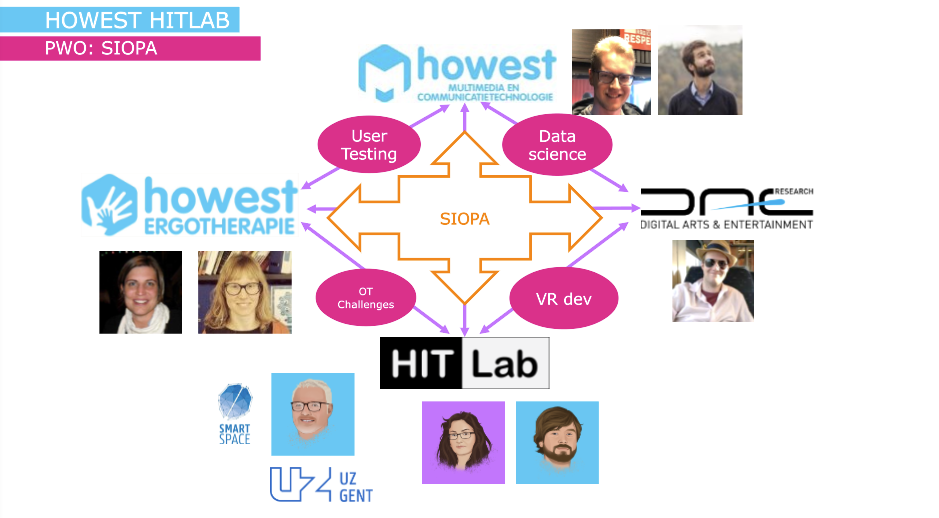 HOWEST HITLAB
PWO: SIOPA
howest
MULTIMEDIA EN
COMMUNICATIETECHNOLOGIE
RESPE
User
Testing
Data
science
howest
ERGOTHERAPIE
SIOPA
DAE
RESEARCH
DIGITAL ARTS & ENTERTAINMENT
OT
Challenges
VR dev
HIT Lab
SMART
SPACE
UZ
GENT